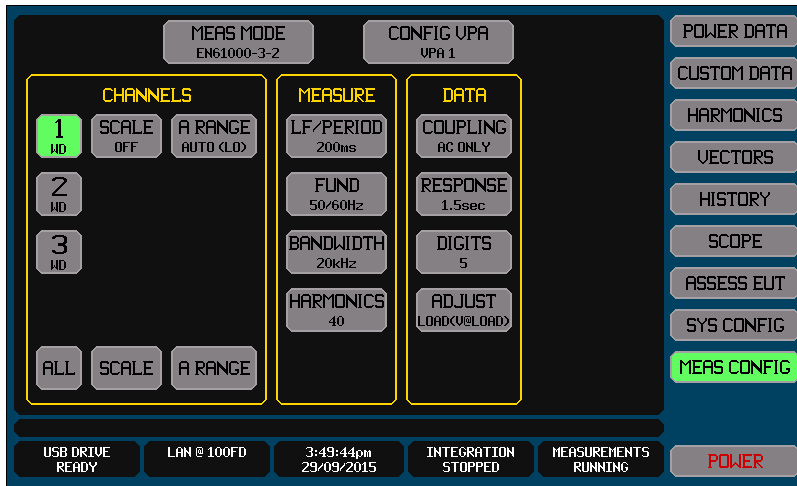 MEAS MODE
EN61000-3-2
CONFIG VPA
VPA 1
CHANNELS
1
WD
SCALE
OFF
A RANGE
AUTO (LO)
2
WD
3
WD
ALL
SCALE
A RANGE
MEASURE
LF/PERIOD
200ms
FUND
50/60Hz
BANDWIDTH
20kHz
HARMONICS
40
DATA
COUPLING
AC ONLY
RESPONSE
1.5sec
DIGITS
5
ADJUST
LOAD(V@LOAD)
POWER DATA
CUSTOM DATA
HARMONICS
VECTORS
HISTORY
SCOPE
ASSESS EUT
SYS CONFIG
MEAS CONFIG
POWER
USB DRIVE
READY
LAN @ 100FD
3:49:44pm
29/09/2015
INTEGRATION
STOPPED
MEASUREMENTS
RUNNING